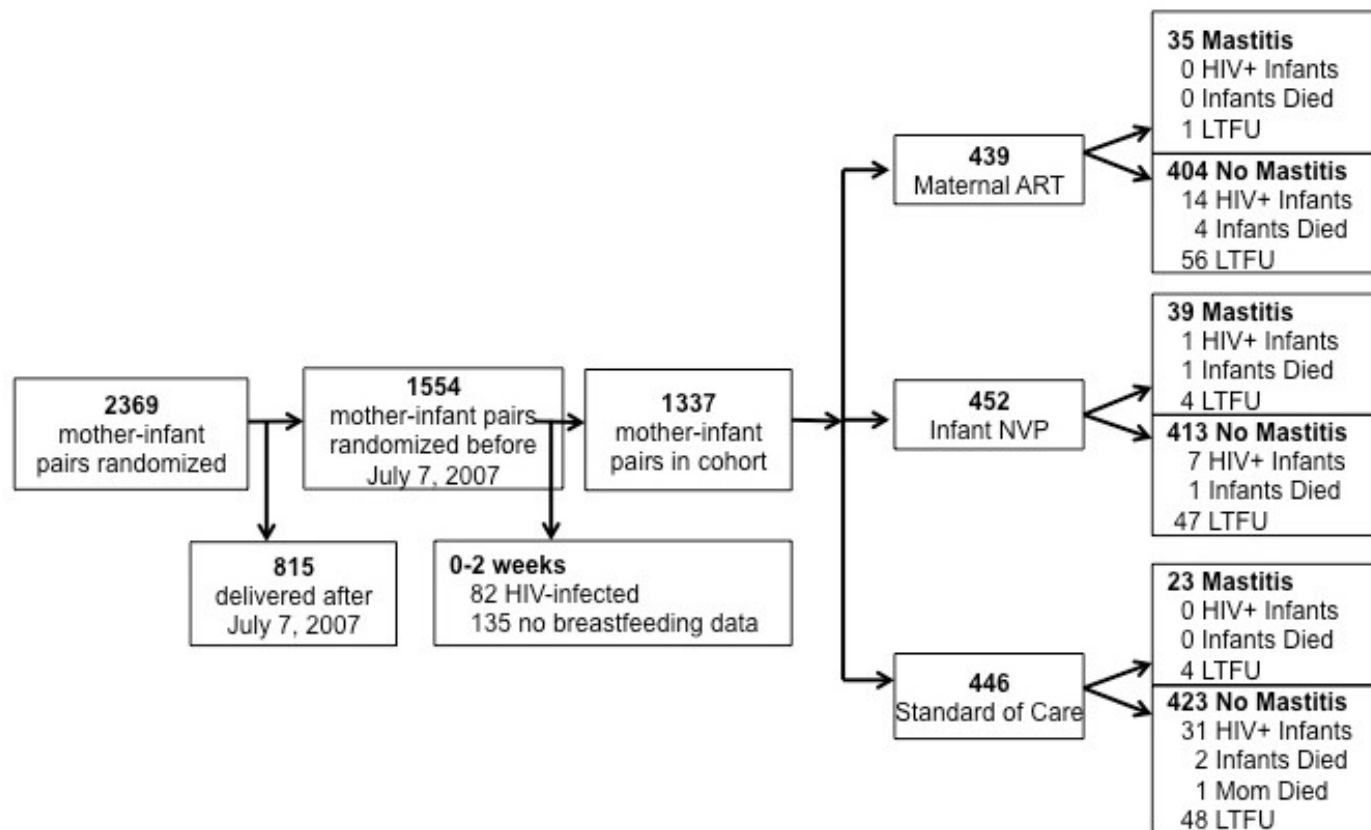 2369
mother-infant
pairs randomized
815
delivered after
July 7, 2007
1554
mother-infant pairs
randomized before
July 7, 2007
0-2 weeks
82 HIV-infected
135 no breastfeeding data
1337
mother-infant
pairs in cohort
439
Maternal ART
35 Mastitis
0 HIV+ Infants
0 Infants Died
1 LTFU
404 No Mastitis
14 HIV+ Infants
4 Infants Died
56 LTFU
452
Infant NVP
39 Mastitis
1 HIV+ Infants
1 Infants Died
4 LTFU
413 No Mastitis
7 HIV+ Infants
1 Infants Died
47 LTFU
446
Standard of Care
23 Mastitis
0 HIV+ Infants
0 Infants Died
4 LTFU
423 No Mastitis
31 HIV+ Infants
2 Infants Died
1 Mom Died
48 LTFU